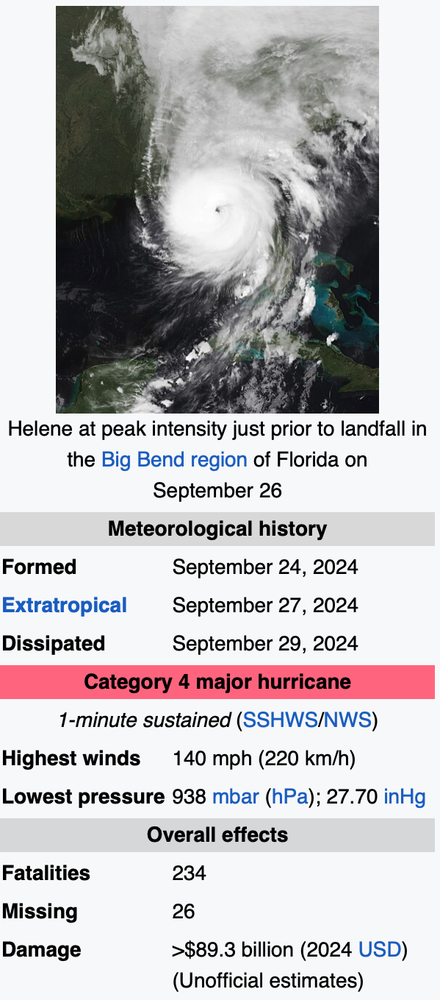 Helene at peak intensity just prior to landfall in
the Big Bend region of Florida on
September 26
Meteorological history
Formed September 24, 2024
Extratropical September 27, 2024
Dissipated September 29, 2024
Category 4 major hurricane
1-minute sustained (SSHWS/NWS)
Highest winds 140 mph (220 km/h)
Lowest pressure 938 mbar (hPa); 27.70 inHg
Overall effects
Fatalities 234
Missing 26
Damage >$89.3 billion (2024 USD)
(Unofficial estimates)